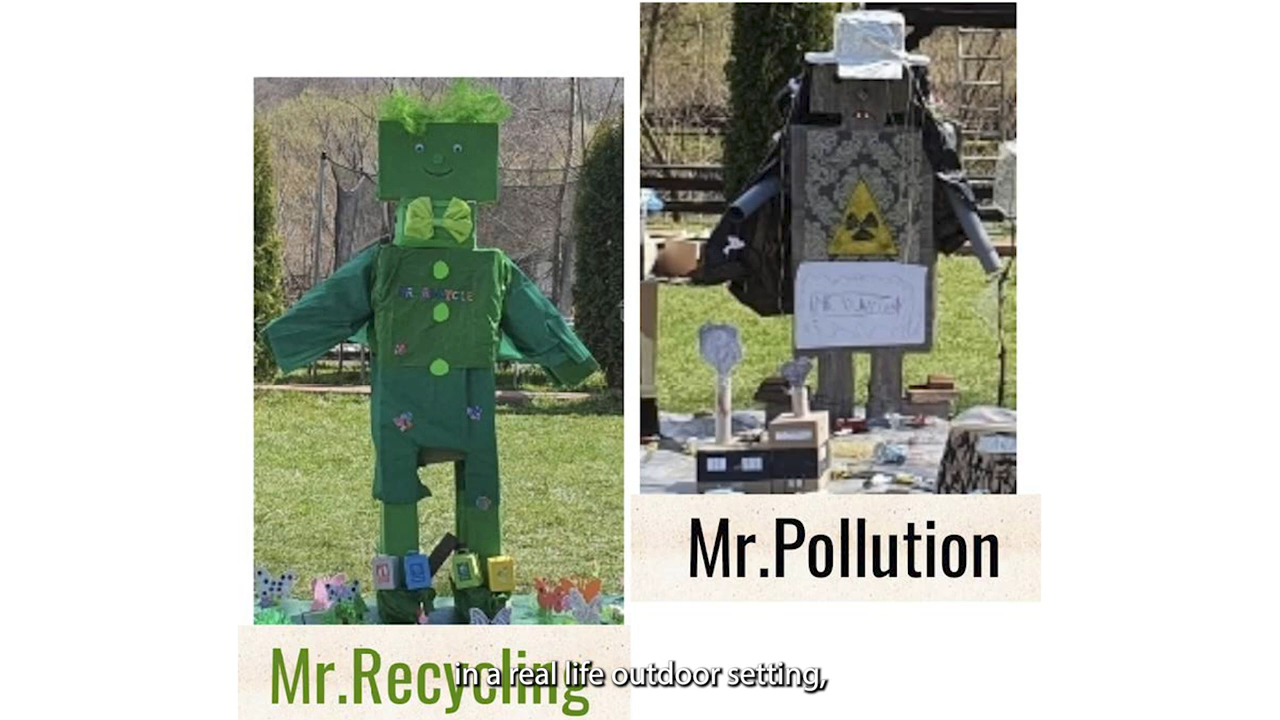 Mr.Pollution
Mr.Recycling
in a real life outdoor setting,